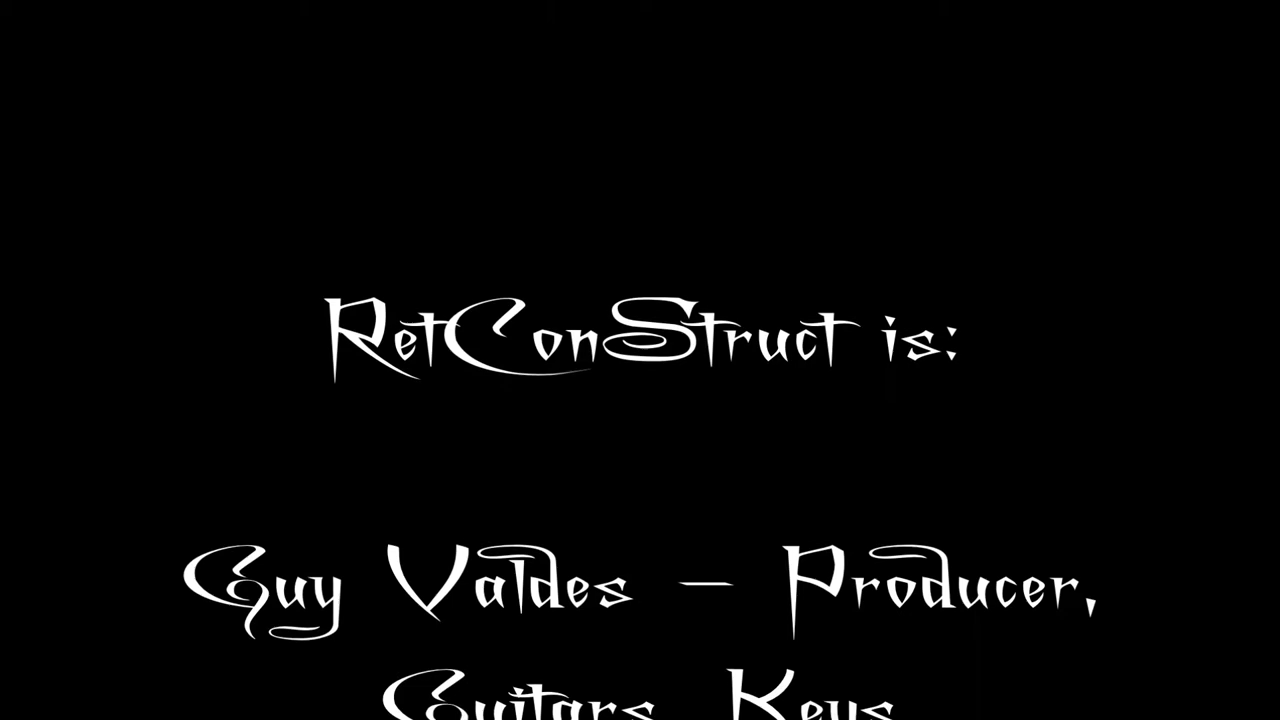 RetConStruct is:
Guy Valdes - Producer,
Guitars, Keys